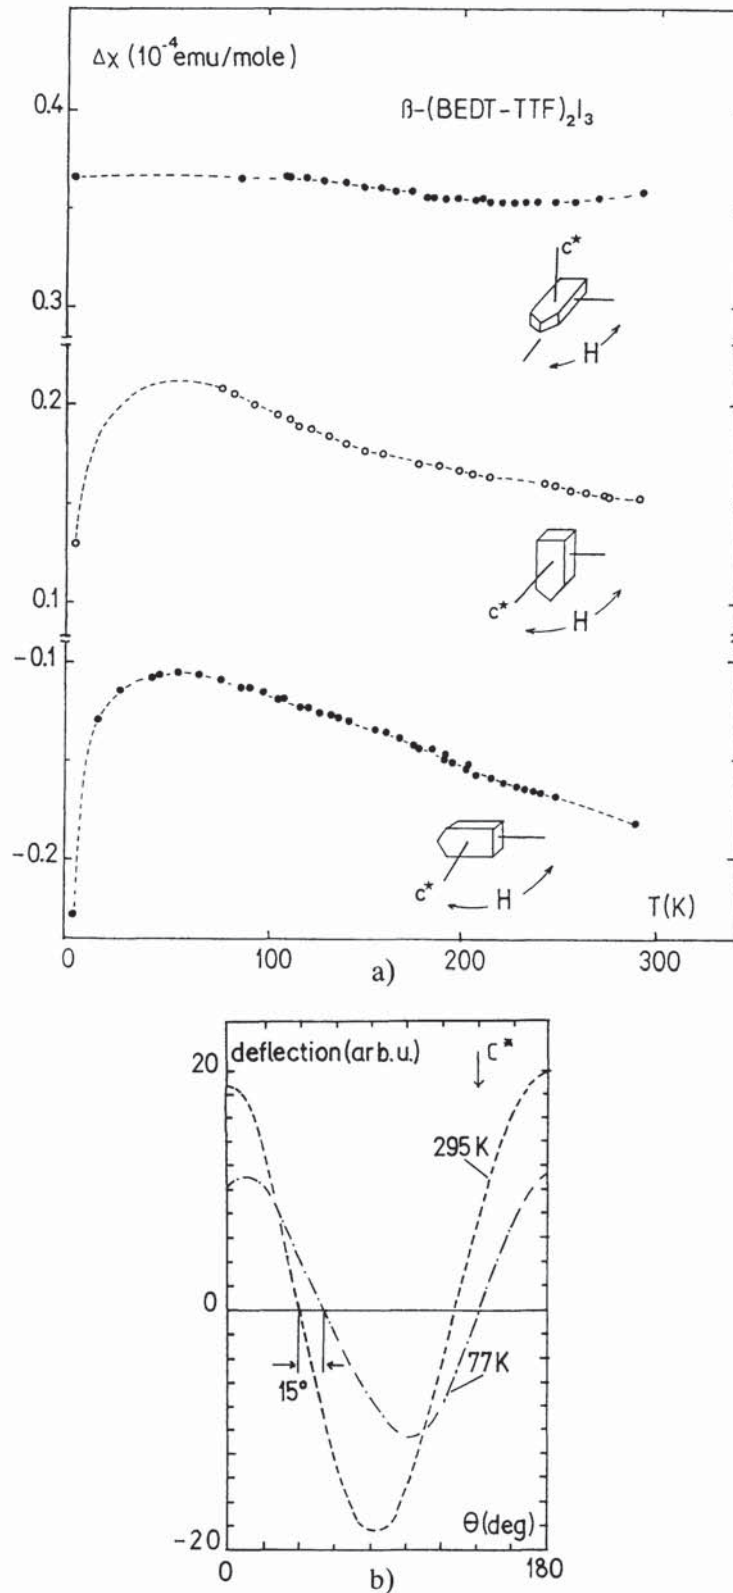 Δχ (10⁻⁴emu/mole)
0.4
β-(BEDT-TTF)₂I₃
c*
0.3
H
0.2
0.1
c*
H
-0.1
-0.2
c*
H
T(K)
0
100
200
300
a)
deflection(arb.u.)
C*
20
295K
0
15°
77K
-20
θ(deg)
0
180
b)